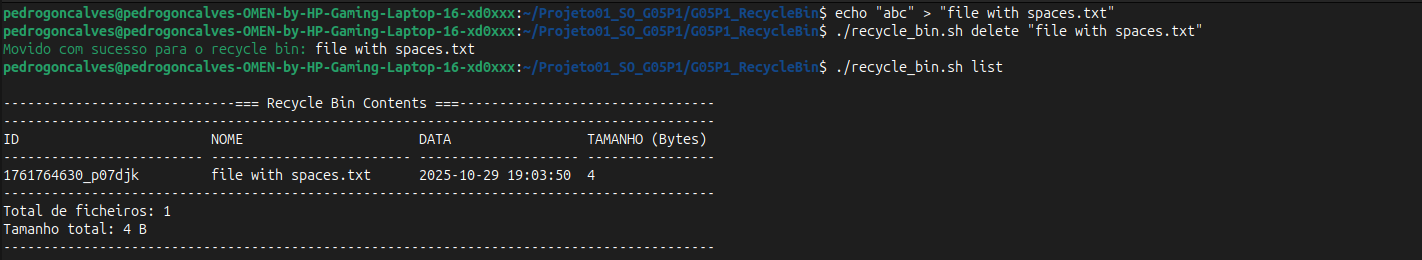 pedrogoncalves@pedrogoncalves-OMEN-by-HP-Gaming-Laptop-16-xd0xxx:~/Projeto01_SO_G05P1/G05P1_RecycleBin$ echo "abc" > "file with spaces.txt"
pedrogoncalves@pedrogoncalves-OMEN-by-HP-Gaming-Laptop-16-xd0xxx:~/Projeto01_SO_G05P1/G05P1_RecycleBin$ ./recycle_bin.sh delete "file with spaces.txt"
Movido com sucesso para o recycle bin: file with spaces.txt
pedrogoncalves@pedrogoncalves-OMEN-by-HP-Gaming-Laptop-16-xd0xxx:~/Projeto01_SO_G05P1/G05P1_RecycleBin$ ./recycle_bin.sh list
-----------------------------=== Recycle Bin Contents ===--------------------------------
-----------------------------------------------------------------------------------------
ID                        NOME                      DATA                 TAMANHO (Bytes)
------------------------- ------------------------- -------------------- ----------------
1761764630_p07djk         file with spaces.txt      2025-10-29 19:03:50  4
-----------------------------------------------------------------------------------------
Total de ficheiros: 1
Tamanho total: 4 B
-----------------------------------------------------------------------------------------